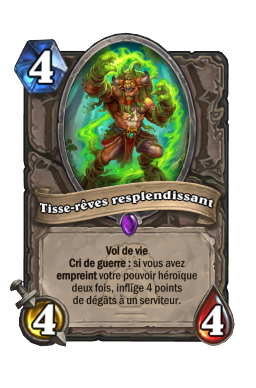 4
Tisse-rêves resplendissant
Vol de vie
Cri de guerre : si vous avez
empreint votre pouvoir héroïque
deux fois, inflige 4 points
de dégâts à un serviteur.
4
4